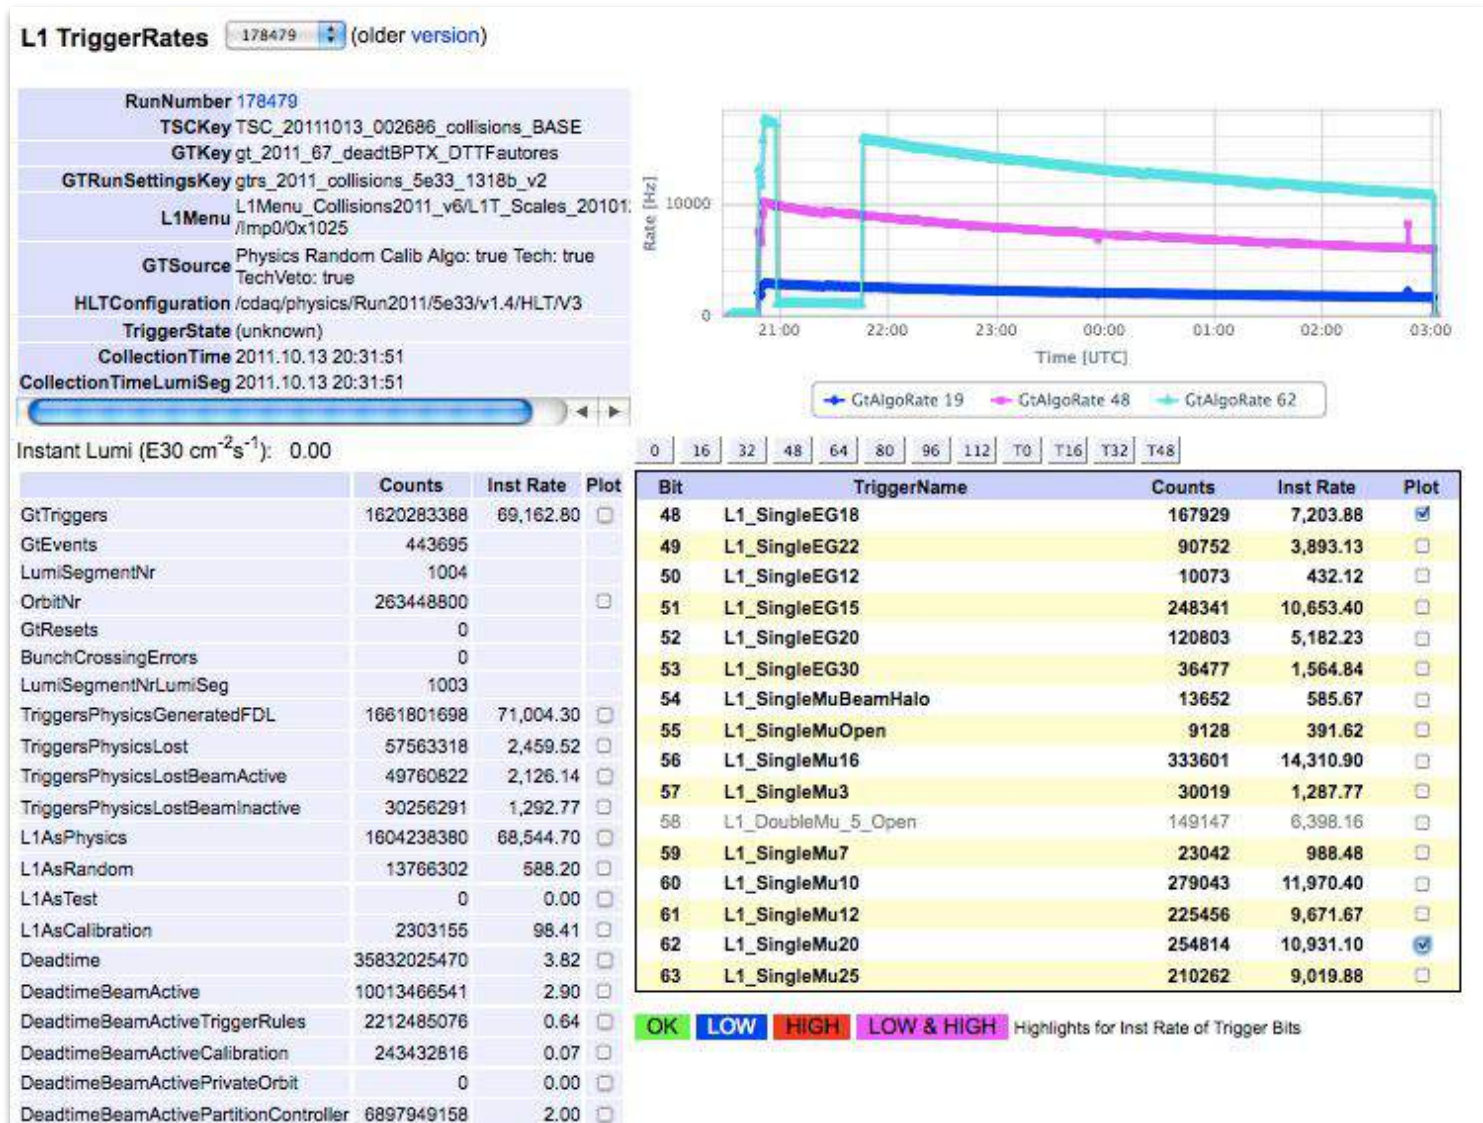 L1 TriggerRates 178479 (older version)
RunNumber 178479
TSCKey TSC_20111013_002686_collisions_BASE
GTKey gt_2011_67_deadtBPTX_DTTFautores
GTRunSettingsKey gtrs_2011_collisions_5e33_1318b_v2
L1Menu L1Menu_Collisions2011_v6/L1T_Scales_20101
/Imp0/0x1025
GTSource Physics Random Calib Algo: true Tech: true
TechVeto: true
HLTConfiguration /cdaq/physics/Run2011/5e33/v1.4/HLT/V3
TriggerState (unknown)
CollectionTime 2011.10.13 20:31:51
CollectionTimeLumiSeg 2011.10.13 20:31:51
Rate [Hz]
10000
0
21:00 22:00 23:00 00:00 01:00 02:00 03:00
Time [UTC]
GtAlgoRate 19 GtAlgoRate 48 GtAlgoRate 62
Instant Lumi (E30 cm-2s-1): 0.00
Counts Inst Rate Plot
GtTriggers 1620283388 69,162.80
GtEvents 443695
LumiSegmentNr 1004
OrbitNr 263448800
GtResets 0
BunchCrossingErrors 0
LumiSegmentNrLumiSeg 1003
TriggersPhysicsGeneratedFDL 1661801698 71,004.30
TriggersPhysicsLost 57563318 2,459.52
TriggersPhysicsLostBeamActive 49760822 2,126.14
TriggersPhysicsLostBeamInactive 30256291 1,292.77
L1AsPhysics 1604238380 68,544.70
L1AsRandom 13766302 588.20
L1AsTest 0 0.00
L1AsCalibration 2303155 98.41
Deadtime 35832025470 3.82
DeadtimeBeamActive 10013466541 2.90
DeadtimeBeamActiveTriggerRules 2212485076 0.64
DeadtimeBeamActiveCalibration 243432816 0.07
DeadtimeBeamActivePrivateOrbit 0 0.00
DeadtimeBeamActivePartitionController 6897949158 2.00
0 16 32 48 64 80 96 112 T0 T16 T32 T48
Bit TriggerName Counts Inst Rate Plot
48 L1_SingleEG18 167929 7,203.88
49 L1_SingleEG22 90752 3,893.13
50 L1_SingleEG12 10073 432.12
51 L1_SingleEG15 248341 10,653.40
52 L1_SingleEG20 120803 5,182.23
53 L1_SingleEG30 36477 1,564.84
54 L1_SingleMuBeamHalo 13652 585.67
55 L1_SingleMuOpen 9128 391.62
56 L1_SingleMu16 333601 14,310.90
57 L1_SingleMu3 30019 1,287.77
58 L1_DoubleMu_5_Open 149147 6,398.16
59 L1_SingleMu7 23042 988.48
60 L1_SingleMu10 279043 11,970.40
61 L1_SingleMu12 225456 9,671.67
62 L1_SingleMu20 254814 10,931.10
63 L1_SingleMu25 210262 9,019.88
OK LOW HIGH LOW & HIGH Highlights for Inst Rate of Trigger Bits